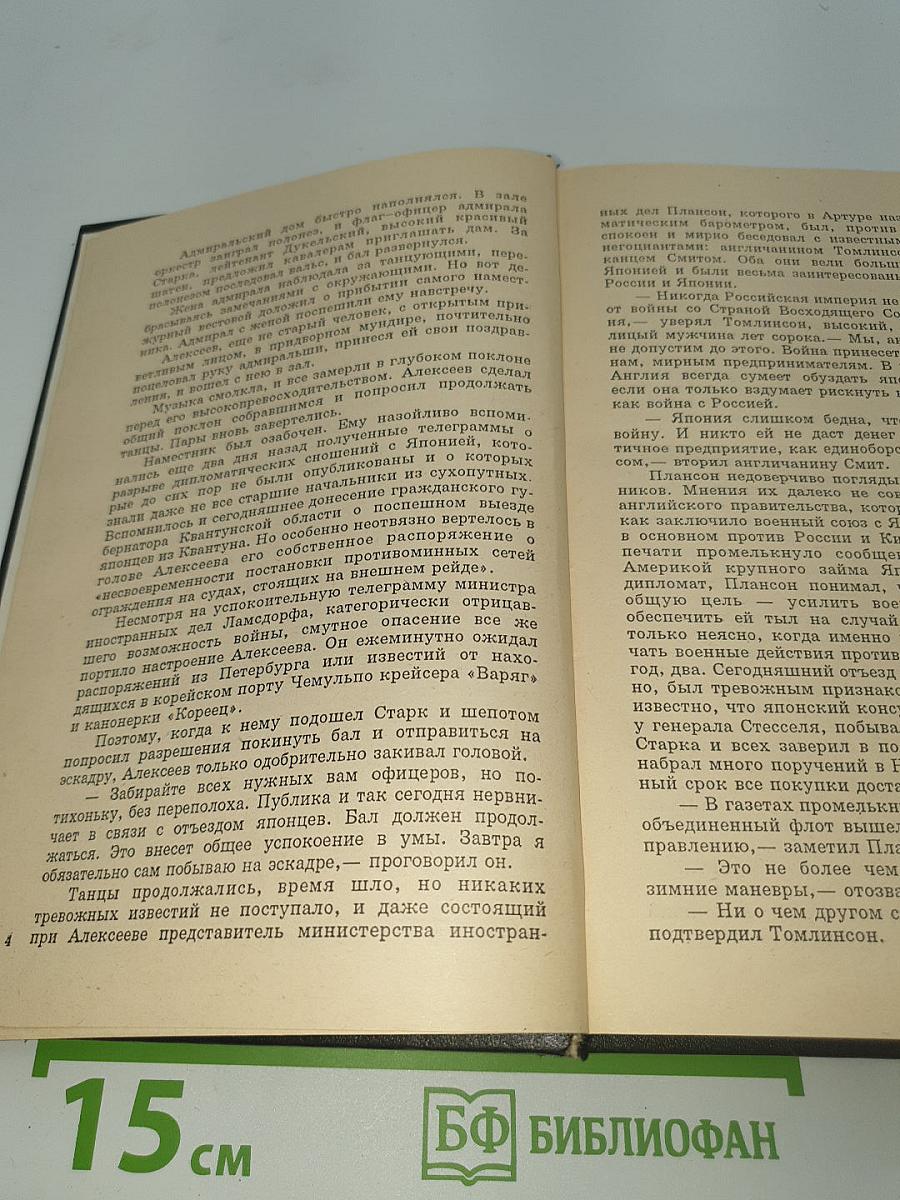 Адмиральский дом быстро наполнялся. В зале
оркестр заиграл полонез, и флаг-офицер адмирала
Старка, лейтенант Дукельский, высокий красивый
шатен, предложил кавалерам приглашать дам. За
полонезом последовал вальс, и бал развернулся.
Жена адмирала наблюдала за танцующими, пере-
брасываясь замечаниями с окружающими. Но вот де-
журный вестовой доложил о прибытии самого намест-
ника. Адмирал с женой поспешили ему навстречу.
Алексеев, еще не старый человек, с открытым при-
ветливым лицом, в придворном мундире, почтительно
поцеловал руку адмиральши, принеся ей свои поздрав-
ления, и вошел с нею в зал.
Музыка смолкла, и все замерли в глубоком поклоне
перед его высокопревосходительством. Алексеев сделал
общий поклон собравшимся и попросил продолжать
танцы. Пары вновь завертелись.
Наместник был озабочен. Ему назойливо вспоми-
нались еще два дня назад полученные телеграммы о
разрыве дипломатических сношений с Японией, кото-
рые до сих пор не были опубликованы и о которых
знали даже не все старшие начальники из сухопутных.
Вспомнилось и сегодняшнее донесение гражданского гу-
бернатора Квантунской области о поспешном выезде
японцев из Квантуна. Но особенно неотвязно вертелось в
голове Алексеева его собственное распоряжение о
«несвоевременности постановки противоминных сетей
ограждения на судах, стоящих на внешнем рейде».
Несмотря на успокоительную телеграмму министра
иностранных дел Ламсдорфа, категорически отрицав-
шего возможность войны, смутное опасение все же
портило настроение Алексеева. Он ежеминутно ожидал
распоряжений из Петербурга или известий от нахо-
дящихся в корейском порту Чемульпо крейсера «Варяг»
и канонерки «Кореец».
Поэтому, когда к нему подошел Старк и шепотом
попросил разрешения покинуть бал и отправиться на
эскадру, Алексеев только одобрительно закивал головой.
— Забирайте всех нужных вам офицеров, но по-
тихоньку, без переполоха. Публика и так сегодня нервни-
чает в связи с отъездом японцев. Бал должен продол-
жаться. Это внесет общее успокоение в умы. Завтра я
обязательно сам побываю на эскадре,— проговорил он.
Танцы продолжались, время шло, но никаких
тревожных известий не поступало, и даже состоящий
при Алексееве представитель министерства иностран-
4
ных дел Плансон, которого в Артуре наз
матическим барометром, был, против
спокоен и мирно беседовал с известным
негоциантами: англичанином Томлинсо
канцем Смитом. Оба они вели больш
Японией и были весьма заинтересован
России и Японии.
— Никогда Российская империя не
от войны со Страной Восходящего Со
ния,— уверял Томлинсон, высокий,
лицый мужчина лет сорока.— Мы, ан
не допустим до этого. Война принесет
нам, мирным предпринимателям. В
Англия всегда сумеет обуздать япо
если она только вздумает рискнуть
как война с Россией.
— Япония слишком бедна, что
войну. И никто ей не даст денег
тичное предприятие, как единоборс
сом,— вторил англичанину Смит.
Плансон недоверчиво погляды
ников. Мнения их далеко не сов
английского правительства, котор
как заключило военный союз с Я
в основном против России и Ки
печати промелькнуло сообщен
Америкой крупного займа Яп
дипломат, Плансон понимал, ч
общую цель — усилить вое
обеспечить ей тыл на случай
только неясно, когда именно
чать военные действия против
год, два. Сегодняшний отъезд
но, был тревожным признако
известно, что японский консу
у генерала Стесселя, побыва
Старка и всех заверил в по
набрал много поручений в Н
ный срок все покупки доста
— В газетах промелькн
объединенный флот вышел
правлению,— заметил Пла
— Это не более чем
зимние маневры,— отозва
— Ни о чем другом с
подтвердил Томлинсон.
15 см
БФ БИБЛИОФАН